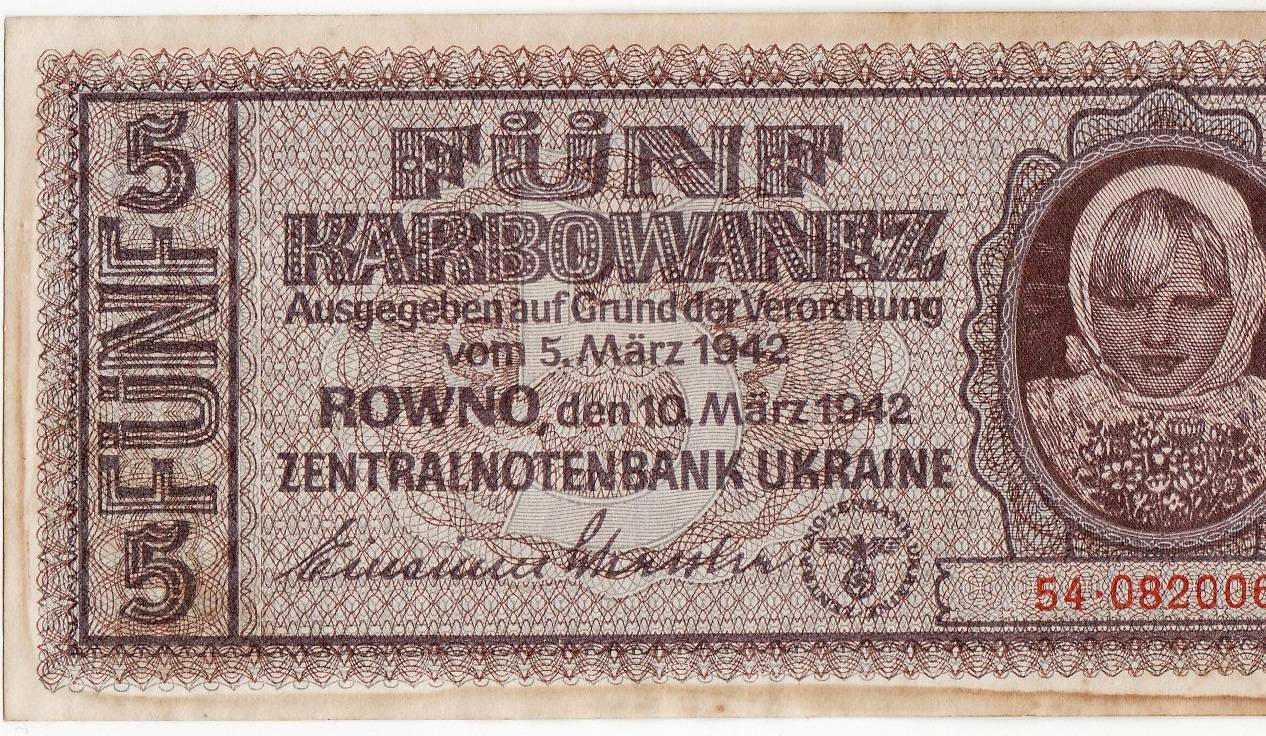 5 FÜNF 5
FÜNF
KARBOWANEZ
Ausgegeben auf Grund der Verordnung
vom 5. März 1942
ROWNO, den 10. März 1942
ZENTRALNOTENBANK UKRAINE
54·082006